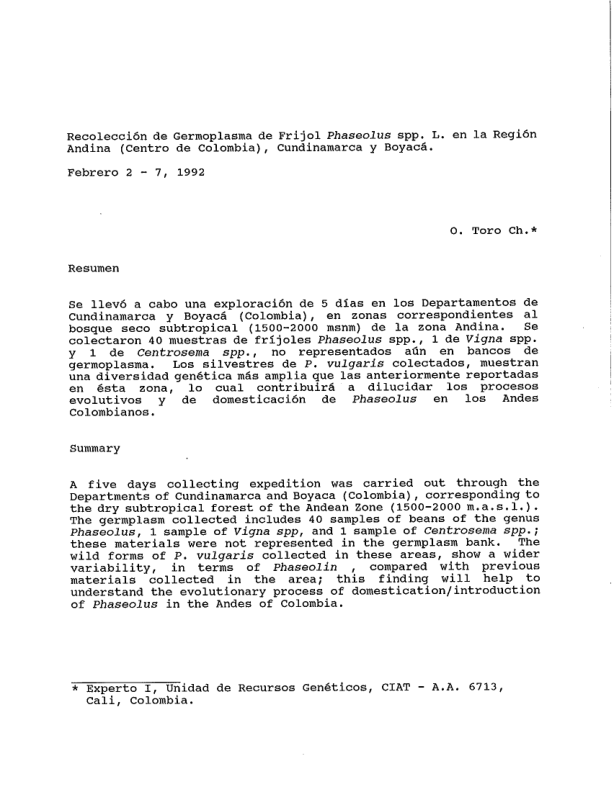 Recolección de Germoplasma de Frijol Phaseolus spp. L. en la Región
Andina (Centro de Colombia), Cundinamarca y Boyacá.
Febrero 2 - 7, 1992
O. Toro Ch.*
Resumen
Se llevó a cabo una exploración de 5 días en los Departamentos de
Cundinamarca y Boyacá (Colombia), en zonas correspondientes al
bosque seco subtropical (1500-2000 msnm) de la zona Andina. Se
colectaron 40 muestras de fríjoles Phaseolus spp., 1 de Vigna spp.
y 1 de Centrosema spp., no representados aún en bancos de
germoplasma. Los silvestres de P. vulgaris colectados, muestran
una diversidad genética más amplia que las anteriormente reportadas
en ésta zona, lo cual contribuirá a dilucidar los procesos
evolutivos y de domesticación de Phaseolus en los Andes
Colombianos.
Summary
A five days collecting expedition was carried out through the
Departments of Cundinamarca and Boyaca (Colombia), corresponding to
the dry subtropical forest of the Andean Zone (1500-2000 m.a.s.l.).
The germplasm collected includes 40 samples of beans of the genus
Phaseolus, 1 sample of Vigna spp, and 1 sample of Centrosema spp.;
these materials were not represented in the germplasm bank. The
wild forms of P. vulgaris collected in these areas, show a wider
variability, in terms of Phaseolin , compared with previous
materials collected in the area; this finding will help to
understand the evolutionary process of domestication/introduction
of Phaseolus in the Andes of Colombia.
* Experto I, Unidad de Recursos Genéticos, CIAT - A.A. 6713,
Cali, Colombia.